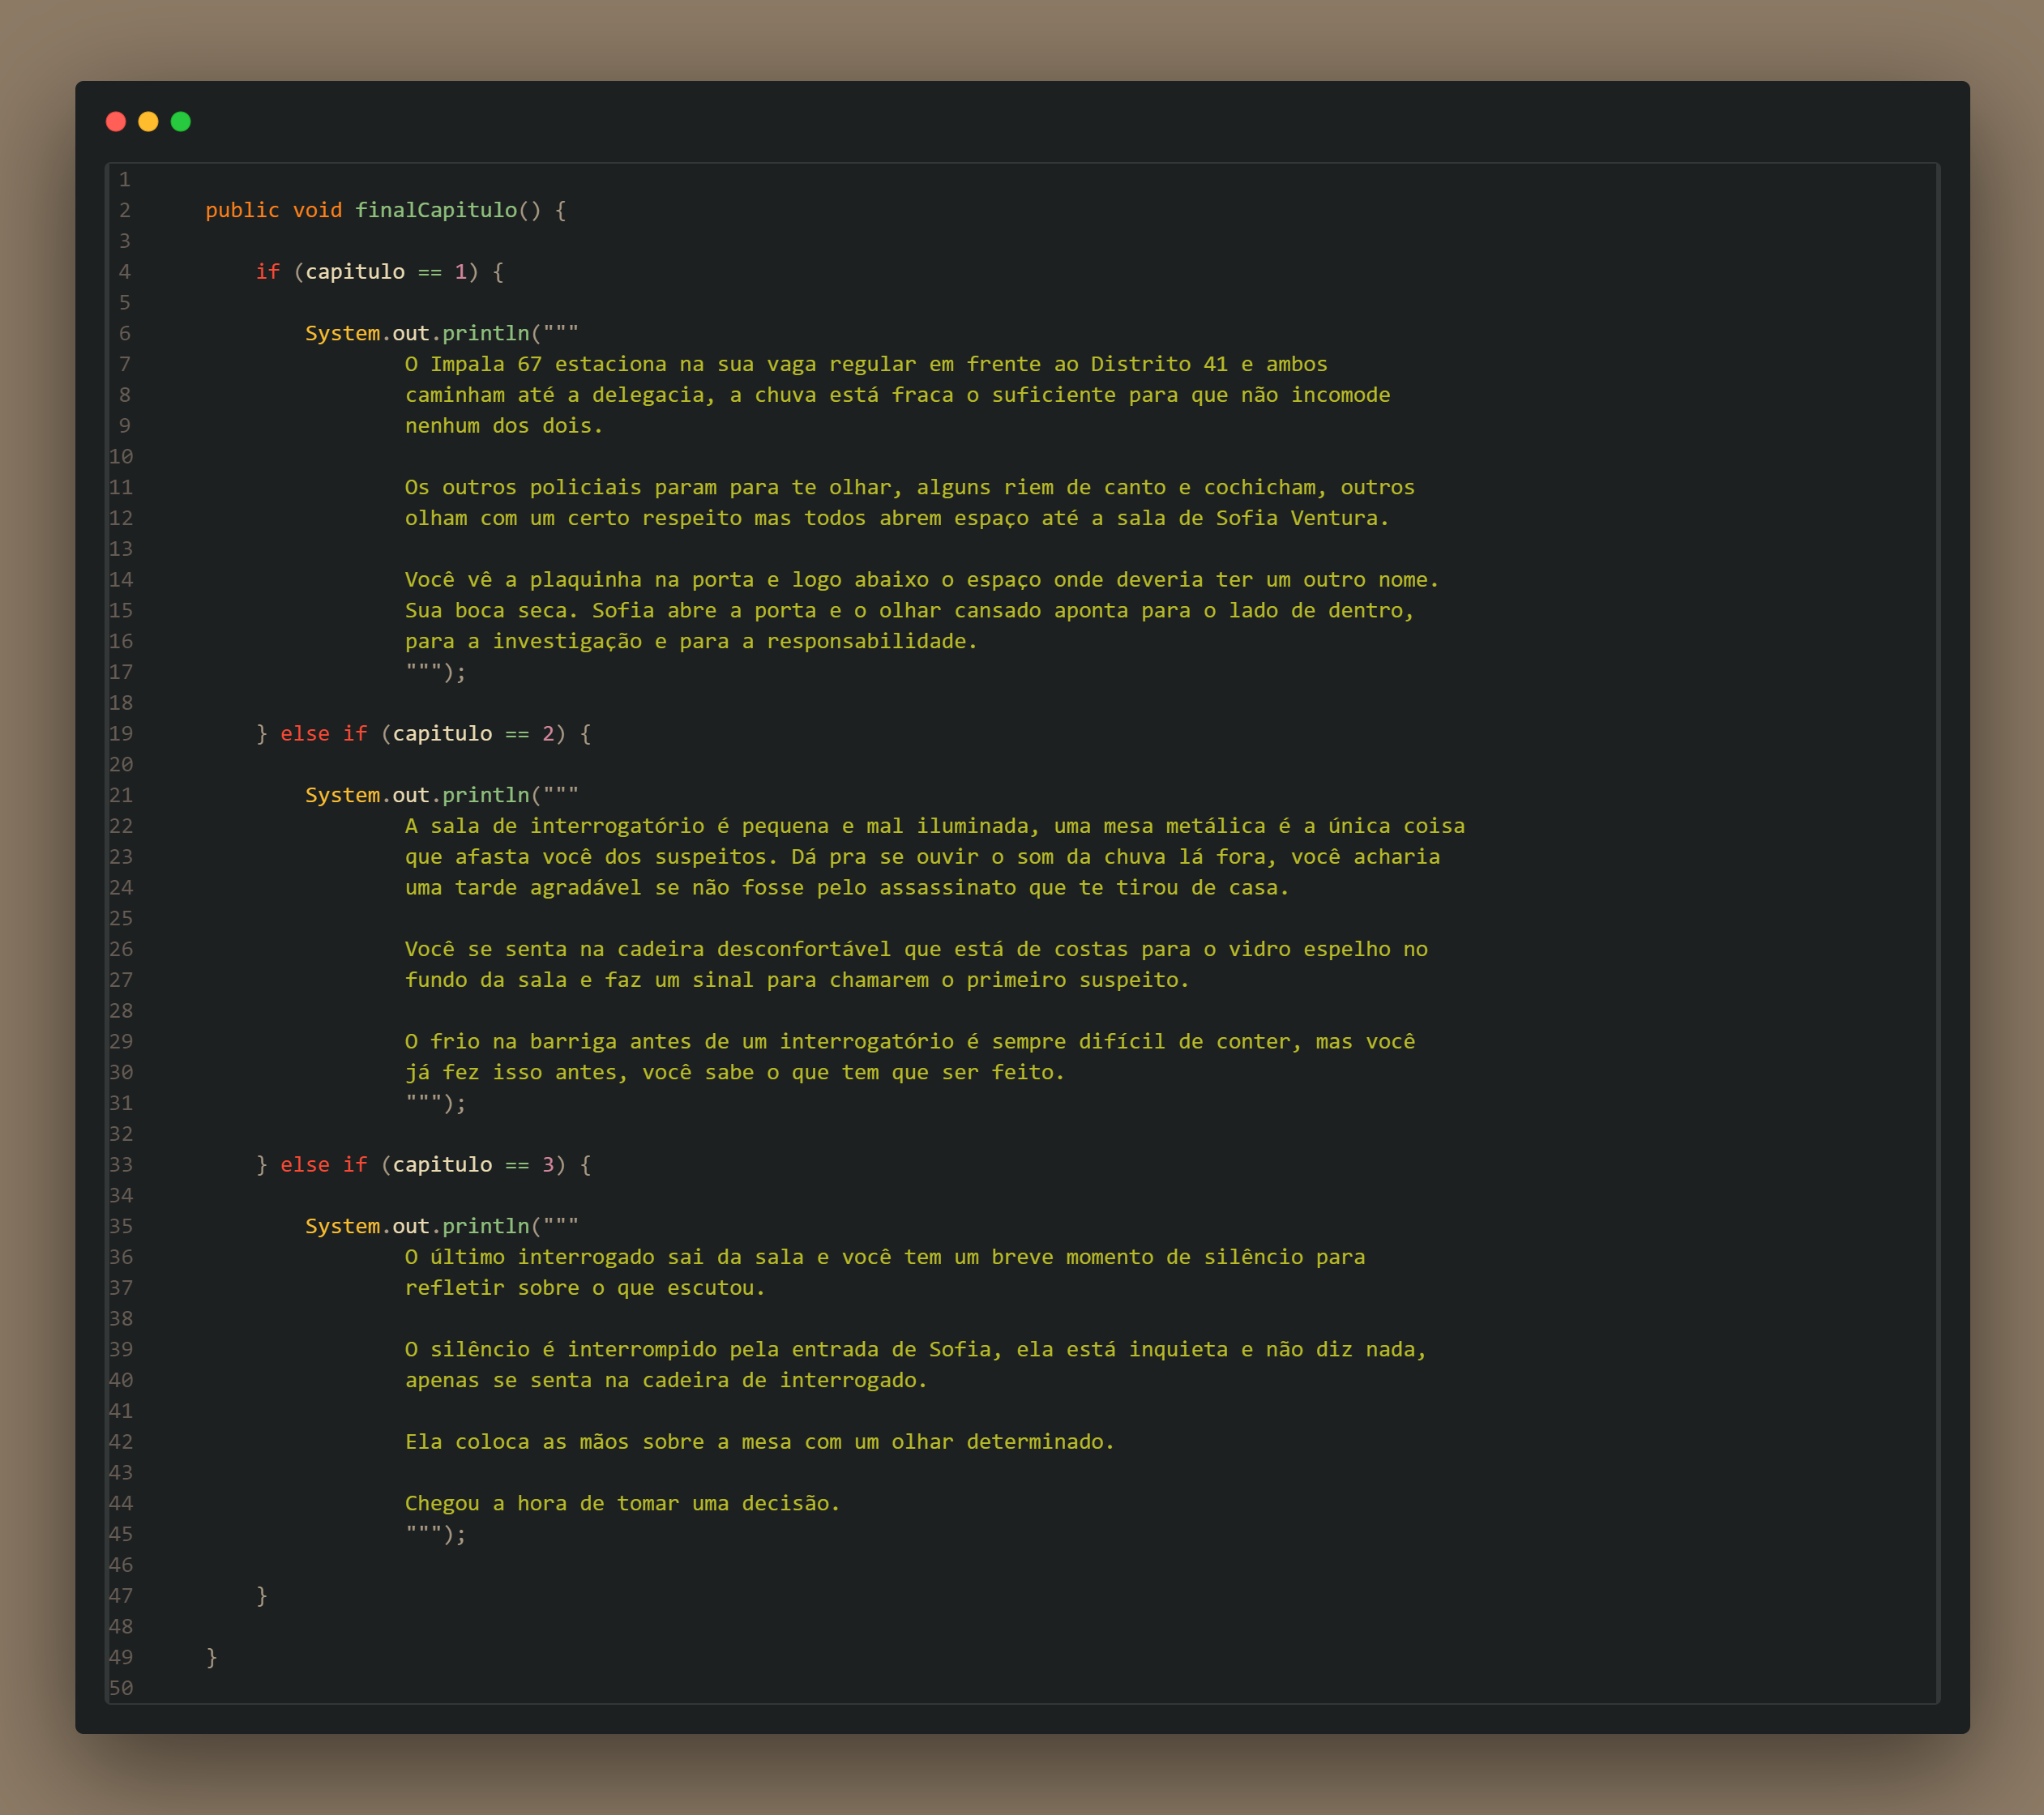 1
2 public void finalCapitulo() {
3
4 if (capitulo == 1) {
5
6 System.out.println("""
7 O Impala 67 estaciona na sua vaga regular em frente ao Distrito 41 e ambos
8 caminham até a delegacia, a chuva está fraca o suficiente para que não incomode
9 nenhum dos dois.
10
11 Os outros policiais param para te olhar, alguns riem de canto e cochicham, outros
12 olham com um certo respeito mas todos abrem espaço até a sala de Sofia Ventura.
13
14 Você vê a plaquinha na porta e logo abaixo o espaço onde deveria ter um outro nome.
15 Sua boca seca. Sofia abre a porta e o olhar cansado aponta para o lado de dentro,
16 para a investigação e para a responsabilidade.
17 """);
18
19 } else if (capitulo == 2) {
20
21 System.out.println("""
22 A sala de interrogatório é pequena e mal iluminada, uma mesa metálica é a única coisa
23 que afasta você dos suspeitos. Dá pra se ouvir o som da chuva lá fora, você acharia
24 uma tarde agradável se não fosse pelo assassinato que te tirou de casa.
25
26 Você se senta na cadeira desconfortável que está de costas para o vidro espelho no
27 fundo da sala e faz um sinal para chamarem o primeiro suspeito.
28
29 O frio na barriga antes de um interrogatório é sempre difícil de conter, mas você
30 já fez isso antes, você sabe o que tem que ser feito.
31 """);
32
33 } else if (capitulo == 3) {
34
35 System.out.println("""
36 O último interrogado sai da sala e você tem um breve momento de silêncio para
37 refletir sobre o que escutou.
38
39 O silêncio é interrompido pela entrada de Sofia, ela está inquieta e não diz nada,
40 apenas se senta na cadeira de interrogado.
41
42 Ela coloca as mãos sobre a mesa com um olhar determinado.
43
44 Chegou a hora de tomar uma decisão.
45 """);
46
47 }
48
49 }
50